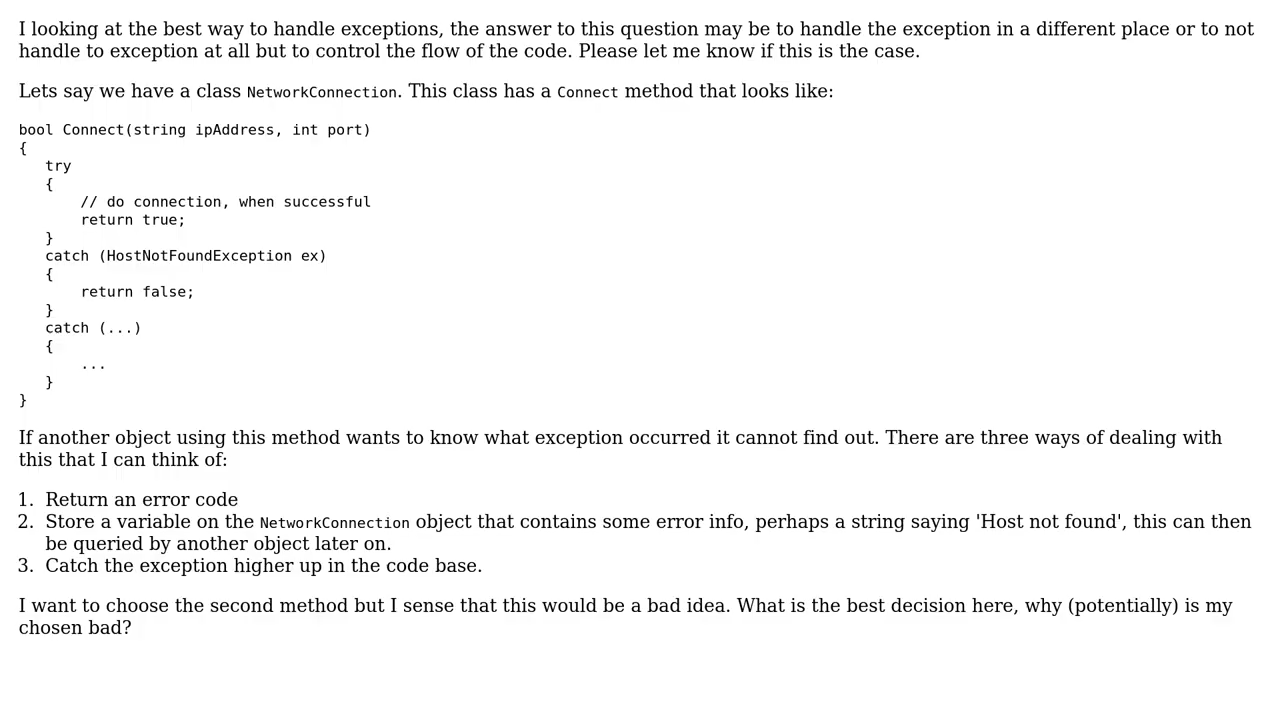 I looking at the best way to handle exceptions, the answer to this question may be to handle the exception in a different place or to not
handle to exception at all but to control the flow of the code. Please let me know if this is the case.
Lets say we have a class NetworkConnection. This class has a Connect method that looks like:
bool Connect(string ipAddress, int port)
{
   try
   {
       // do connection, when successful
       return true;
   }
   catch (HostNotFoundException ex)
   {
       return false;
   }
   catch (...)
   {
       ...
   }
}
If another object using this method wants to know what exception occurred it cannot find out. There are three ways of dealing with
this that I can think of:
1. Return an error code
2. Store a variable on the NetworkConnection object that contains some error info, perhaps a string saying 'Host not found', this can then
be queried by another object later on.
3. Catch the exception higher up in the code base.
I want to choose the second method but I sense that this would be a bad idea. What is the best decision here, why (potentially) is my
chosen bad?